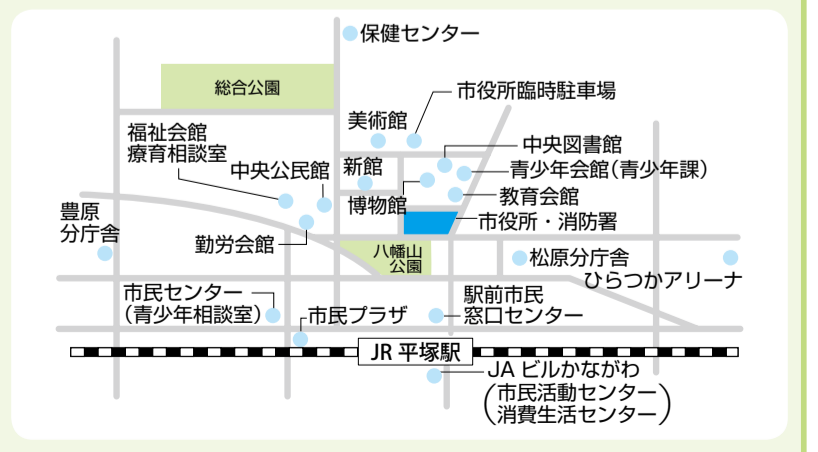 保健センター
総合公園
市役所臨時駐車場
美術館
福祉会館
療育相談室
中央図書館
中央公民館
新館
青少年会館(青少年課)
教育会館
博物館
市役所・消防署
豊原
分庁舎
勤労会館
八幡山
公園
松原分庁舎
ひらつかアリーナ
市民センター
(青少年相談室)
市民プラザ
駅前市民
窓口センター
JR 平塚駅
JA ビルかながわ
(市民活動センター
消費生活センター)